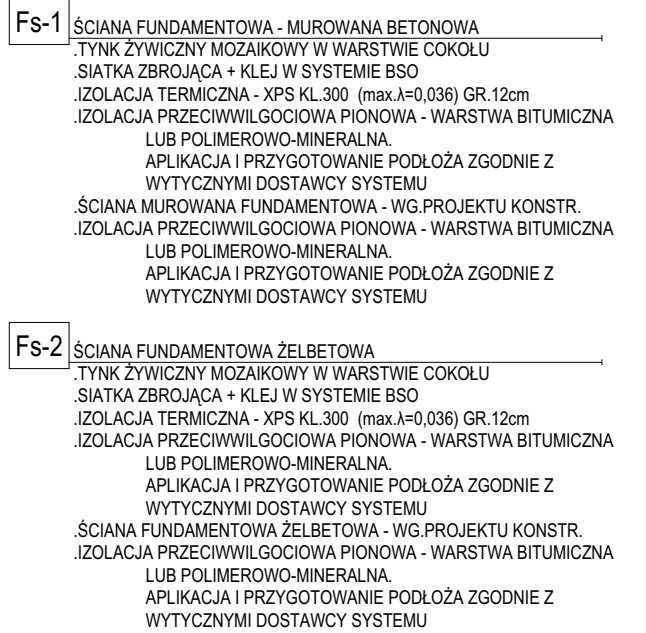 Fs-1 ŚCIANA FUNDAMENTOWA - MUROWANA BETONOWA
.TYNK ŻYWICZNY MOZAIKOWY W WARSTWIE COKOŁU
.SIATKA ZBROJĄCA + KLEJ W SYSTEMIE BSO
.IZOLACJA TERMICZNA - XPS KL.300 (max.λ=0,036) GR.12cm
.IZOLACJA PRZECIWWILGOCIOWA PIONOWA - WARSTWA BITUMICZNA
LUB POLIMEROWO-MINERALNA.
APLIKACJA I PRZYGOTOWANIE PODŁOŻA ZGODNIE Z
WYTYCZNYMI DOSTAWCY SYSTEMU
.ŚCIANA MUROWANA FUNDAMENTOWA - WG.PROJEKTU KONSTR.
.IZOLACJA PRZECIWWILGOCIOWA PIONOWA - WARSTWA BITUMICZNA
LUB POLIMEROWO-MINERALNA.
APLIKACJA I PRZYGOTOWANIE PODŁOŻA ZGODNIE Z
WYTYCZNYMI DOSTAWCY SYSTEMU
Fs-2 ŚCIANA FUNDAMENTOWA ŻELBETOWA
.TYNK ŻYWICZNY MOZAIKOWY W WARSTWIE COKOŁU
.SIATKA ZBROJĄCA + KLEJ W SYSTEMIE BSO
.IZOLACJA TERMICZNA - XPS KL.300 (max.λ=0,036) GR.12cm
.IZOLACJA PRZECIWWILGOCIOWA PIONOWA - WARSTWA BITUMICZNA
LUB POLIMEROWO-MINERALNA.
APLIKACJA I PRZYGOTOWANIE PODŁOŻA ZGODNIE Z
WYTYCZNYMI DOSTAWCY SYSTEMU
.ŚCIANA FUNDAMENTOWA ŻELBETOWA - WG.PROJEKTU KONSTR.
.IZOLACJA PRZECIWWILGOCIOWA PIONOWA - WARSTWA BITUMICZNA
LUB POLIMEROWO-MINERALNA.
APLIKACJA I PRZYGOTOWANIE PODŁOŻA ZGODNIE Z
WYTYCZNYMI DOSTAWCY SYSTEMU